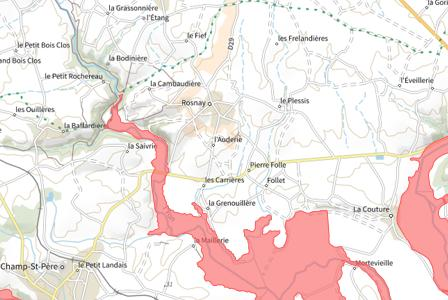 la Grassonnière
l'Étang
le Petit Bois Clos
le Fief
les Frelandières
and Bois Clos
la Bodinière
D19
le Petit Rochereau
la Cambaudière
l'Éveillerie
Rosnay
le Plessis
les Ouillères
la Ballardière
l'Auderie
la Saivrie
Pierre Folle
les Carrières
Follet
la Grenouillère
La Couture
la Maillerie
Champ-St-Père
le Petit Landais
Mortevieille
31